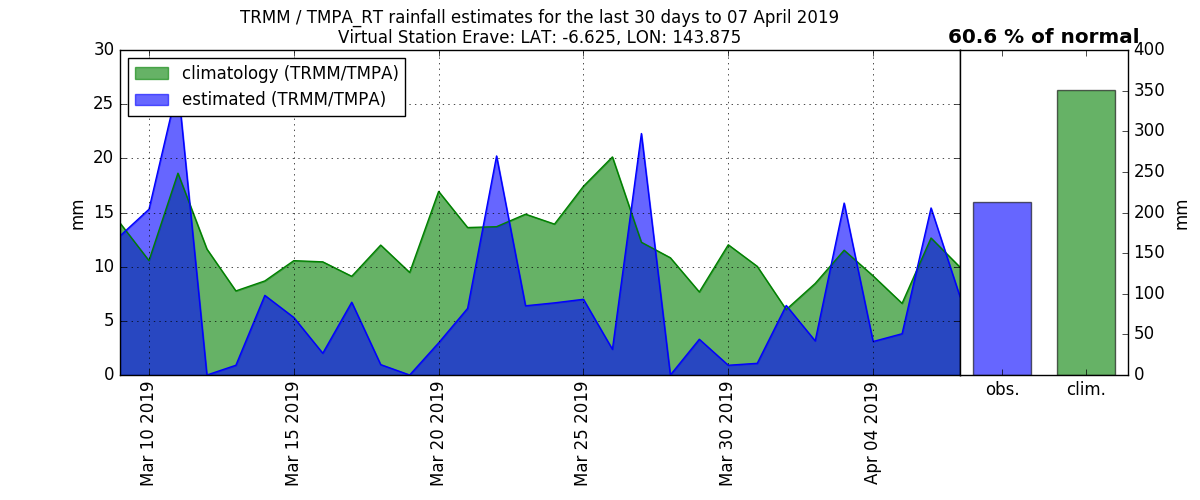 TRMM / TMPA_RT rainfall estimates for the last 30 days to 07 April 2019
Virtual Station Erave: LAT: -6.625, LON: 143.875
60.6 % of normal
climatology (TRMM/TMPA)
estimated (TRMM/TMPA)
30
25
20
15
10
5
0
mm
Mar 10 2019
Mar 15 2019
Mar 20 2019
Mar 25 2019
Mar 30 2019
Apr 04 2019
obs.
clim.
400
350
300
250
200
150
100
50
0
mm